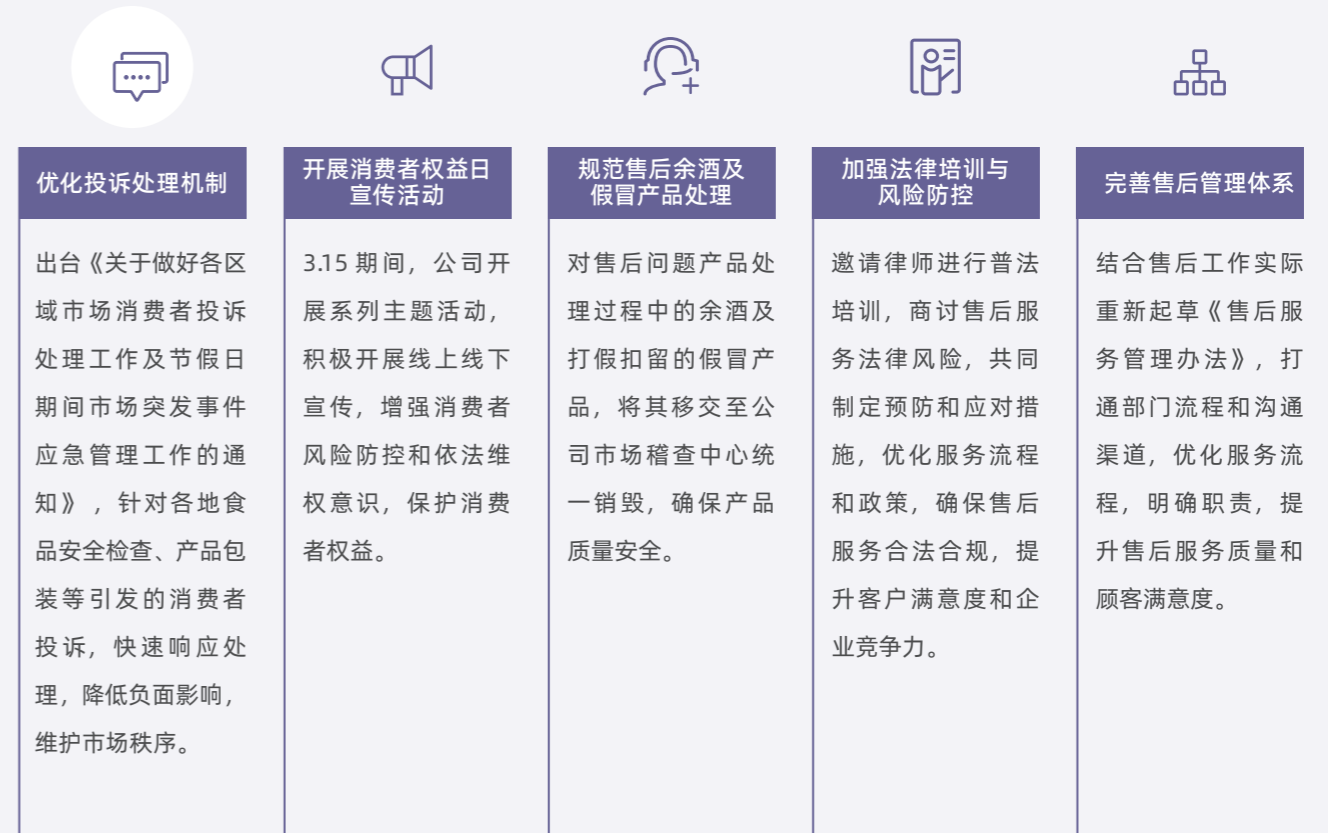 优化投诉处理机制
出台《关于做好各区
域市场消费者投诉
处理工作及节假日
期间市场突发事件
应急管理工作的通
知》，针对各地食
品安全检查、产品包
装等引发的消费者
投诉，快速响应处
理，降低负面影响，
维护市场秩序。
开展消费者权益日
宣传活动
3.15 期间，公司开
展系列主题活动，
积极开展线上线下
宣传，增强消费者
风险防控和依法维
权意识，保护消费
者权益。
规范售后余酒及
假冒产品处理
对售后问题产品处
理过程中的余酒及
打假扣留的假冒产
品，将其移交至公
司市场稽查中心统
一销毁，确保产品
质量安全。
加强法律培训与
风险防控
邀请律师进行普法
培训，商讨售后服
务法律风险，共同
制定预防和应对措
施，优化服务流程
和政策，确保售后
服务合法合规，提
升客户满意度和企
业竞争力。
完善售后管理体系
结合售后工作实际
重新起草《售后服
务管理办法》，打
通部门流程和沟通
渠道，优化服务流
程，明确职责，提
升售后服务质量和
顾客满意度。